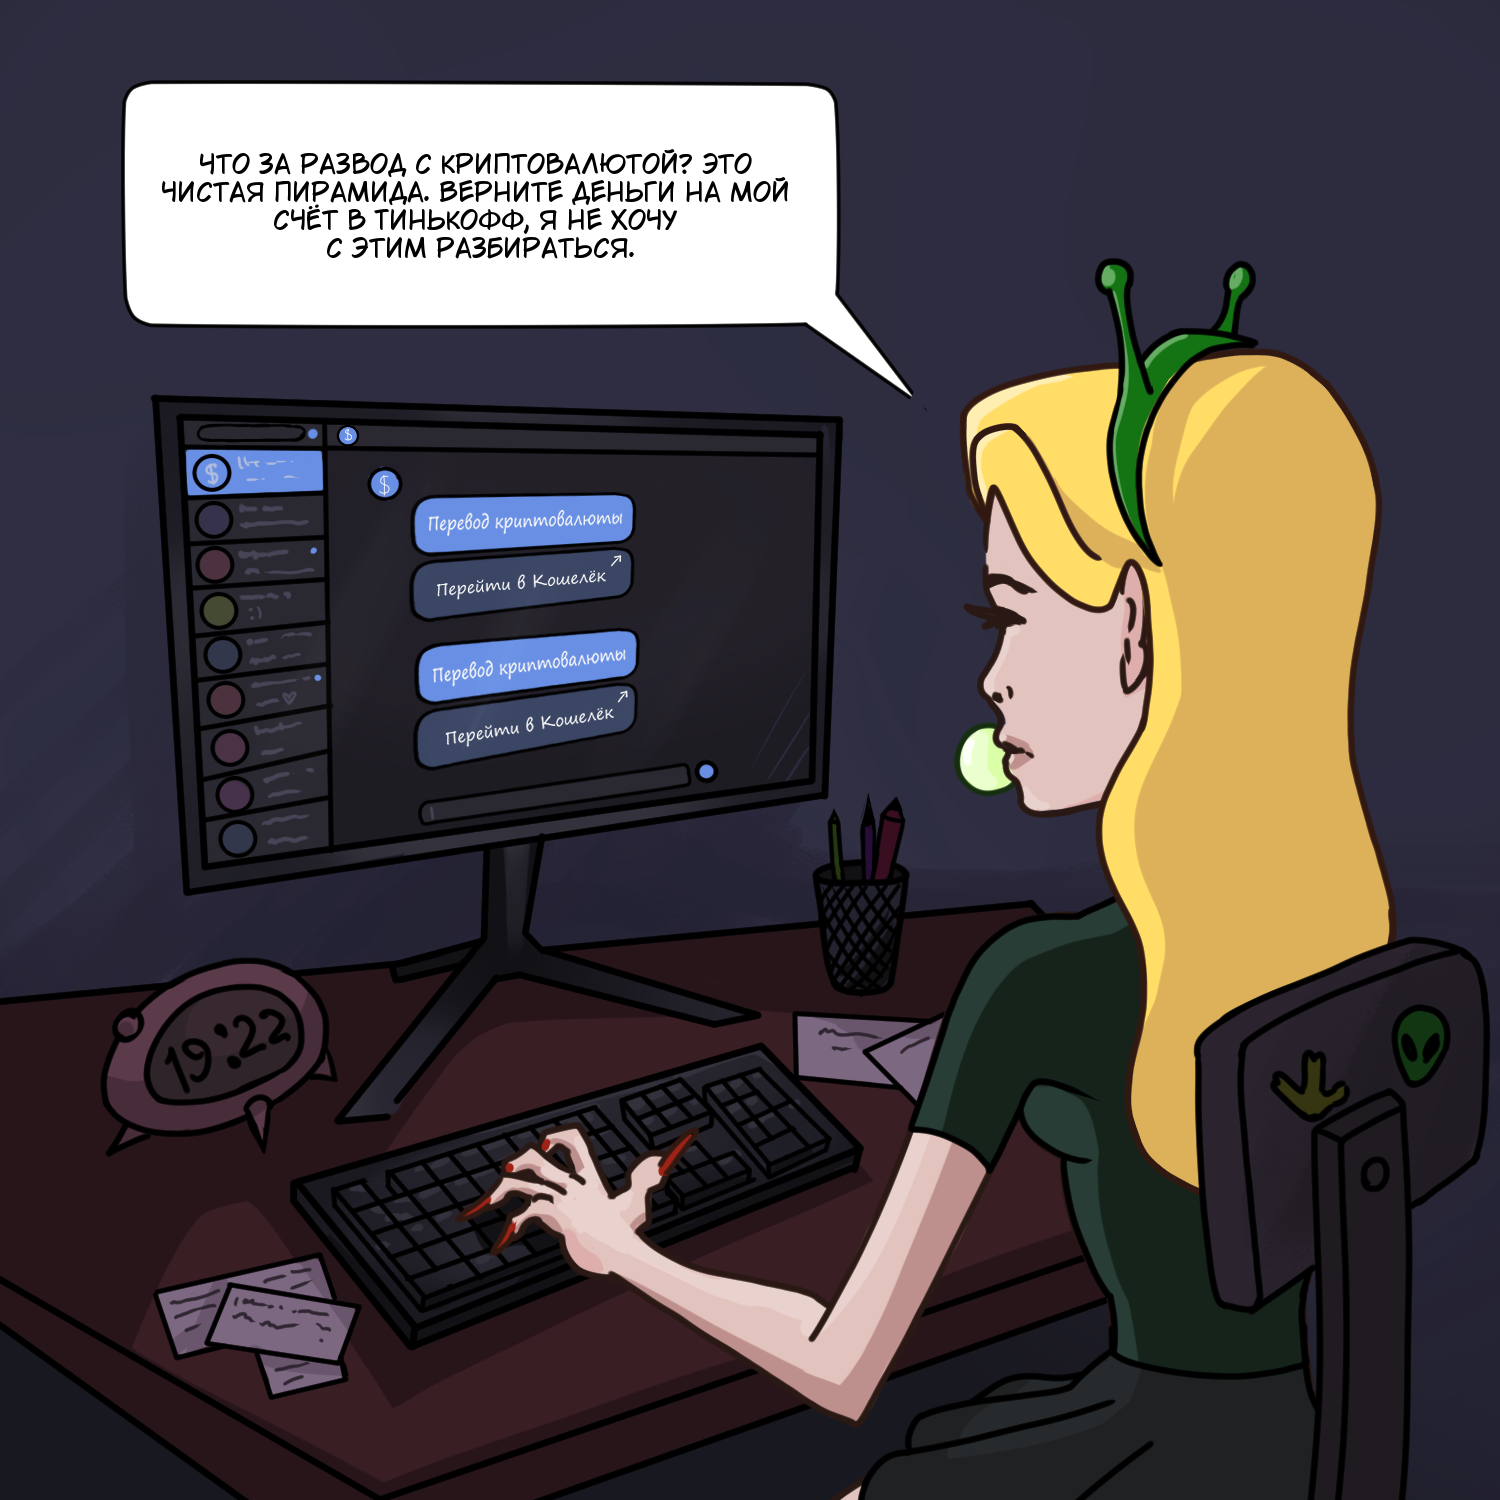 ЧТО ЗА РАЗВОД С КРИПТОВАЛЮТОЙ? ЭТО
ЧИСТАЯ ПИРАМИДА. ВЕРНИТЕ ДЕНЬГИ НА МОЙ
СЧЁТ В ТИНЬКОФФ, Я НЕ ХОЧУ
С ЭТИМ РАЗБИРАТЬСЯ.
$
$
$
Перевод криптовалюты
Перейти в Кошелёк
:)
Перевод криптовалюты
Перейти в Кошелёк
19:22